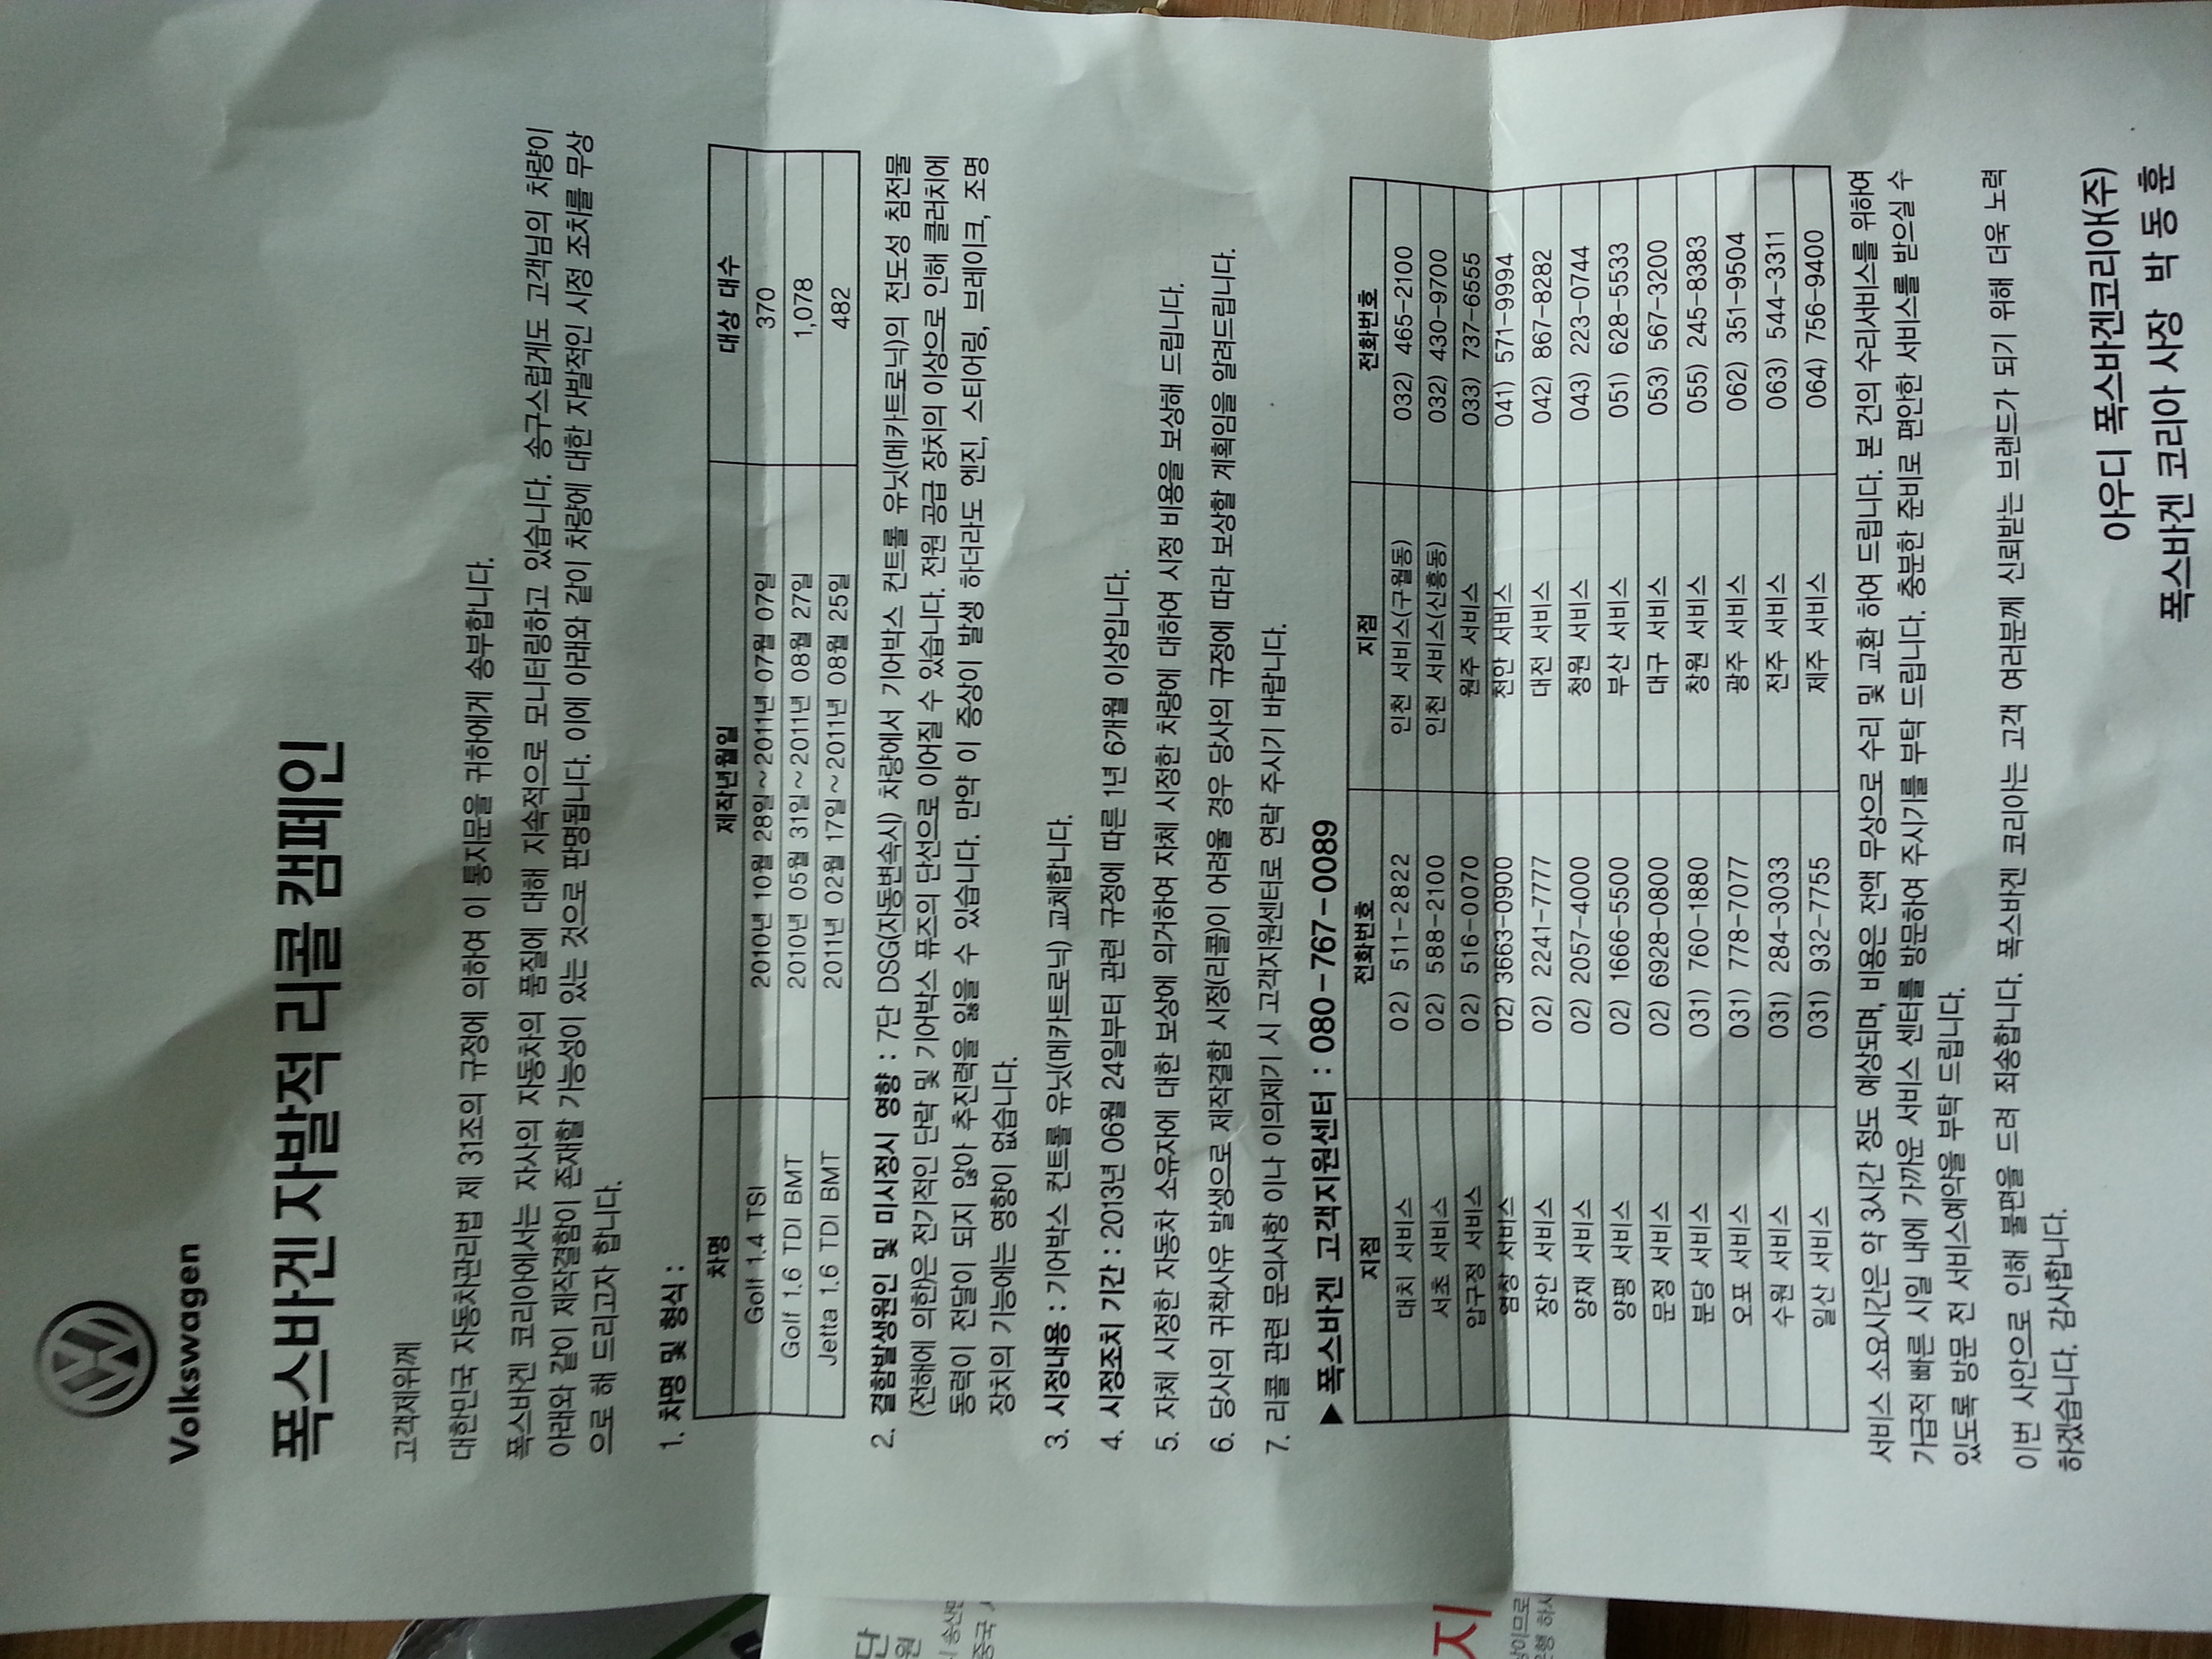 Volkswagen
폭스바겐 자발적 리콜 캠페인
고객제위께
대한민국 자동차관리법 제 31조의 규정에 의하여 이 통지문을 귀하에게 송부합니다.
폭스바겐 코리아에서는 자사의 자동차의 품질에 대해 지속적으로 모니터링하고 있습니다. 송구스럽게도 고객님의 차량이
아래와 같이 제작결함이 존재할 가능성이 있는 것으로 판명됩니다. 이에 아래와 같이 차량에 대한 자발적인 시정 조치를 무상
으로 해 드리고자 합니다.
1. 차명 및 형식 :
차명 제작년월일 대상 대수
Golf 1.4 TSI 2010년 10월 28일~2011년 07월 07일 370
Golf 1.6 TDI BMT 2010년 05월 31일~2011년 08월 27일 1,078
Jetta 1.6 TDI BMT 2011년 02월 17일~2011년 08월 25일 482
2. 결함발생원인 및 미시정시 영향 : 7단 DSG(자동변속시) 차량에서 기어박스 컨트롤 유닛(메카트로닉)의 전도성 침전물
(전해에 의한)은 전기적인 단락 및 기어박스 퓨즈의 단선으로 이어질 수 있습니다. 전원 공급 장치의 이상으로 인해 클러치에
동력이 전달이 되지 않아 추진력을 잃을 수 있습니다. 만약 이 증상이 발생 하더라도 엔진, 스티어링, 브레이크, 조명
장치의 기능에는 영향이 없습니다.
3. 시정내용 : 기어박스 컨트롤 유닛(메카트로닉) 교체합니다.
4. 시정조치 기간 : 2013년 06월 24일부터 관련 규정에 따른 1년 6개월 이상입니다.
5. 자체 시정한 자동차 소유자에 대한 보상에 의거하여 자체 시정한 차량에 대하여 시정 비용을 보상해 드립니다.
6. 당사의 귀책사유 발생으로 제작결함 시정(리콜)이 어려울 경우 당사의 규정에 따라 보상할 계획임을 알려드립니다.
7. 리콜 관련 문의사항 이나 이의제기 시 고객지원센터로 연락 주시기 바랍니다.
▶ 폭스바겐 고객지원센터 : 080-767-0089
지점 전화번호 지점 전화번호
대치 서비스 02) 511-2822 인천 서비스(구월동) 032) 465-2100
서초 서비스 02) 588-2100 인천 서비스(신흥동) 032) 430-9700
압구정 서비스 02) 516-0070 원주 서비스 033) 737-6555
염창 서비스 02) 3663-0900 천안 서비스 041) 571-9994
장안 서비스 02) 2241-7777 대전 서비스 042) 867-8282
양재 서비스 02) 2057-4000 청원 서비스 043) 223-0744
양평 서비스 02) 1666-5500 부산 서비스 051) 628-5533
문정 서비스 02) 6928-0800 대구 서비스 053) 567-3200
분당 서비스 031) 760-1880 창원 서비스 055) 245-8383
오포 서비스 031) 778-7077 광주 서비스 062) 351-9504
수원 서비스 031) 284-3033 전주 서비스 063) 544-3311
일산 서비스 031) 932-7755 제주 서비스 064) 756-9400
서비스 소요시간은 약 3시간 정도 예상되며, 비용은 전액 무상으로 수리 및 교환 하여 드립니다. 본 건의 수리서비스를 위하여
가급적 빠른 시일 내에 가까운 서비스 센터를 방문하여 주시기를 부탁 드립니다. 충분한 준비로 편안한 서비스를 받으실 수
있도록 방문 전 서비스예약을 부탁 드립니다.
이번 사안으로 인해 불편을 드려 죄송합니다. 폭스바겐 코리아는 고객 여러분께 신뢰받는 브랜드가 되기 위해 더욱 노력
하겠습니다. 감사합니다.
아우디 폭스바겐코리아(주)
폭스바겐 코리아 사장 박 동 훈